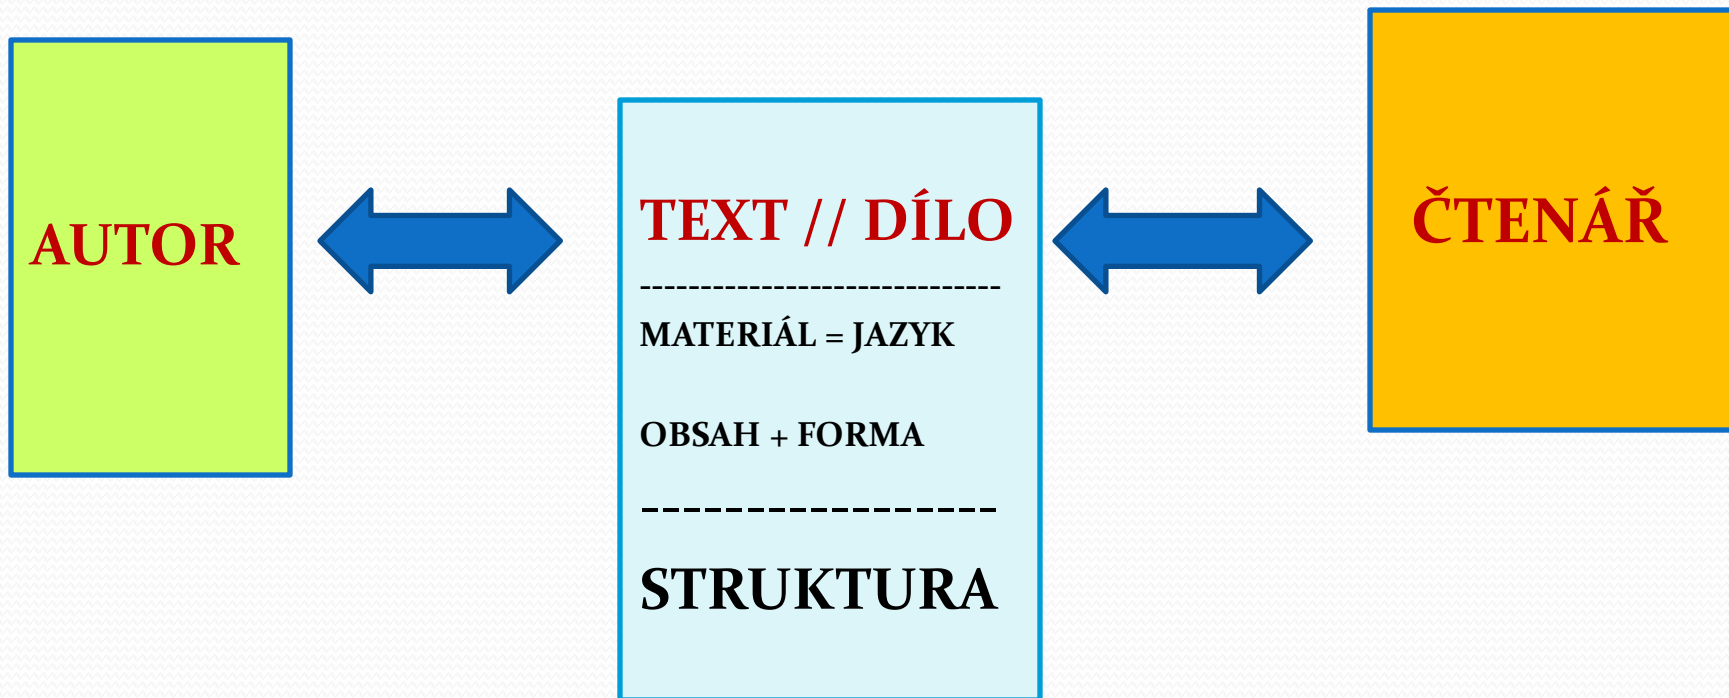 AUTOR
TEXT // DÍLO
------------------------------
MATERIÁL = JAZYK
OBSAH + FORMA
-----------------
STRUKTURA
ČTENÁŘ